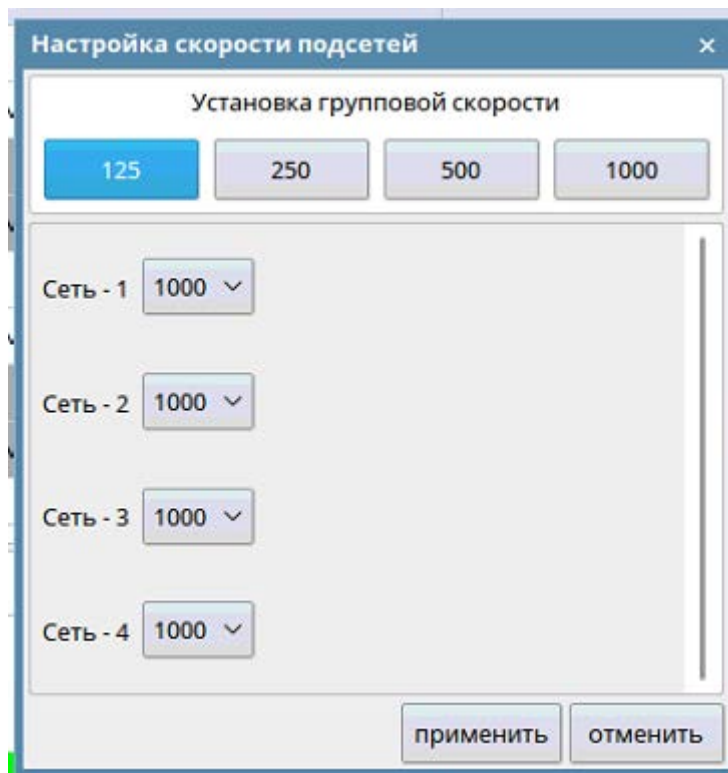 Настройка скорости подсетей ×
Установка групповой скорости
125 250 500 1000
Сеть - 1 1000
Сеть - 2 1000
Сеть - 3 1000
Сеть - 4 1000
применить отменить